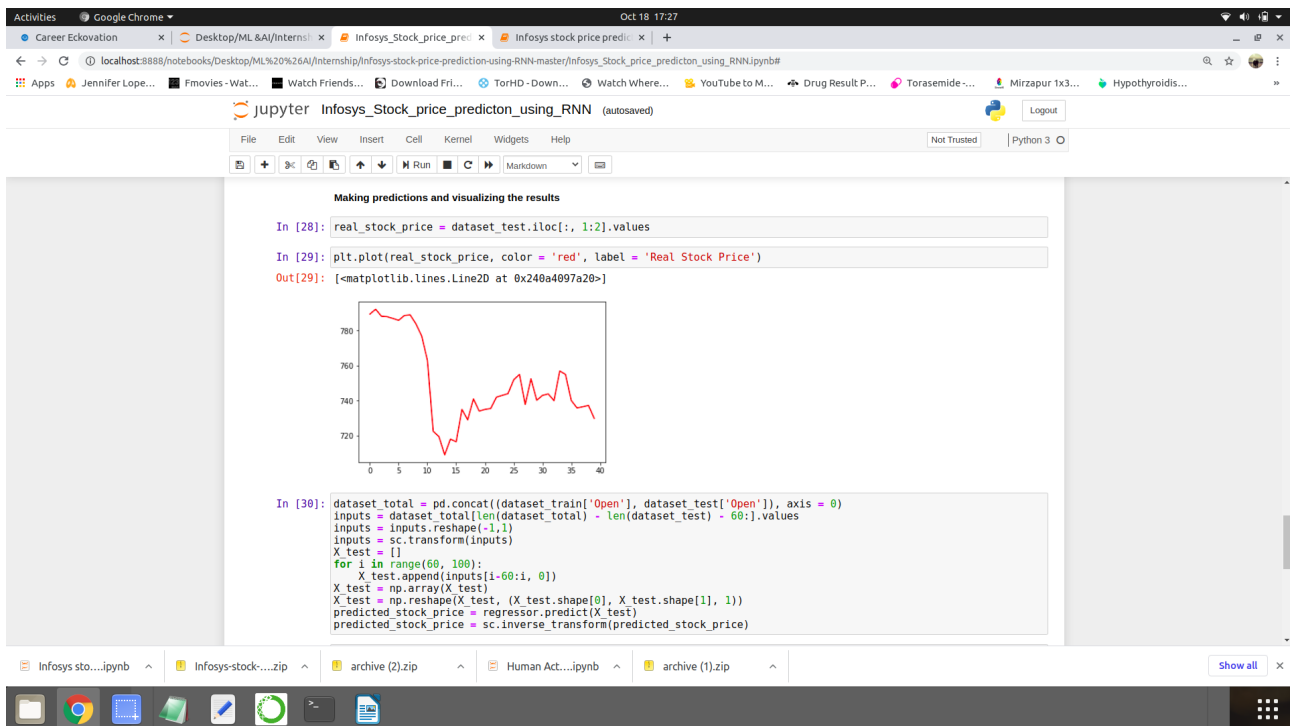 Activities Google Chrome Oct 18 17:27
Career Eckovation Desktop/ML &AI/Internsh Infosys_Stock_price_pred Infosys stock price predic
localhost:8888/notebooks/Desktop/ML%20%26AI/Internship/Infosys-stock-price-prediction-using-RNN-master/Infosys_Stock_price_predicton_using_RNN.ipynb#
Apps Jennifer Lope... Fmovies - Wat... Watch Friends... Download Fri... TorHD - Down... Watch Where... YouTube to M... Drug Result P... Torasemide -... Mirzapur 1x3... Hypothyroidis... »
jupyter Infosys_Stock_price_predicton_using_RNN (autosaved) Logout
File Edit View Insert Cell Kernel Widgets Help Not Trusted Python 3
Run Markdown
Making predictions and visualizing the results
In [28]: real_stock_price = dataset_test.iloc[:, 1:2].values
In [29]: plt.plot(real_stock_price, color = 'red', label = 'Real Stock Price')
Out[29]: [<matplotlib.lines.Line2D at 0x240a4097a20>]
780
760
740
720
0 5 10 15 20 25 30 35 40
In [30]: dataset_total = pd.concat((dataset_train['Open'], dataset_test['Open']), axis = 0)
inputs = dataset_total[len(dataset_total) - len(dataset_test) - 60:].values
inputs = inputs.reshape(-1,1)
inputs = sc.transform(inputs)
X_test = []
for i in range(60, 100):
    X_test.append(inputs[i-60:i, 0])
X_test = np.array(X_test)
X_test = np.reshape(X_test, (X_test.shape[0], X_test.shape[1], 1))
predicted_stock_price = regressor.predict(X_test)
predicted_stock_price = sc.inverse_transform(predicted_stock_price)
Infosys sto....ipynb Infosys-stock-....zip archive (2).zip Human Act....ipynb archive (1).zip Show all